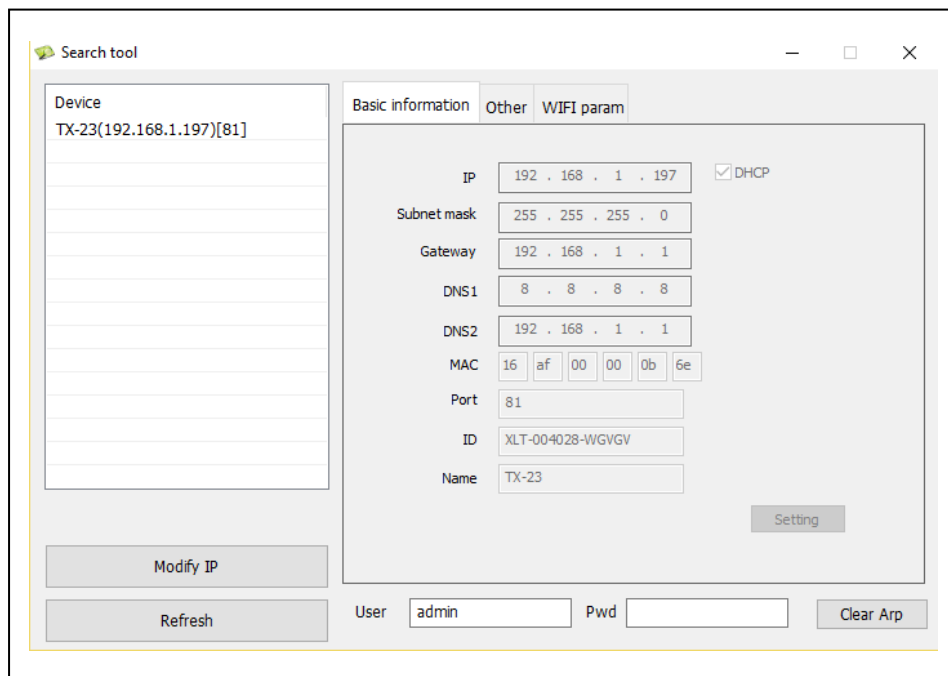 Search tool
Device
TX-23(192.168.1.197)[81]
Basic information
Other
WIFI param
IP 192 . 168 . 1 . 197
DHCP
Subnet mask 255 . 255 . 255 . 0
Gateway 192 . 168 . 1 . 1
DNS1 8 . 8 . 8 . 8
DNS2 192 . 168 . 1 . 1
MAC 16 af 00 00 0b 6e
Port 81
ID XLT-004028-WGVGV
Name TX-23
Setting
Modify IP
Refresh
User admin
Pwd
Clear Arp